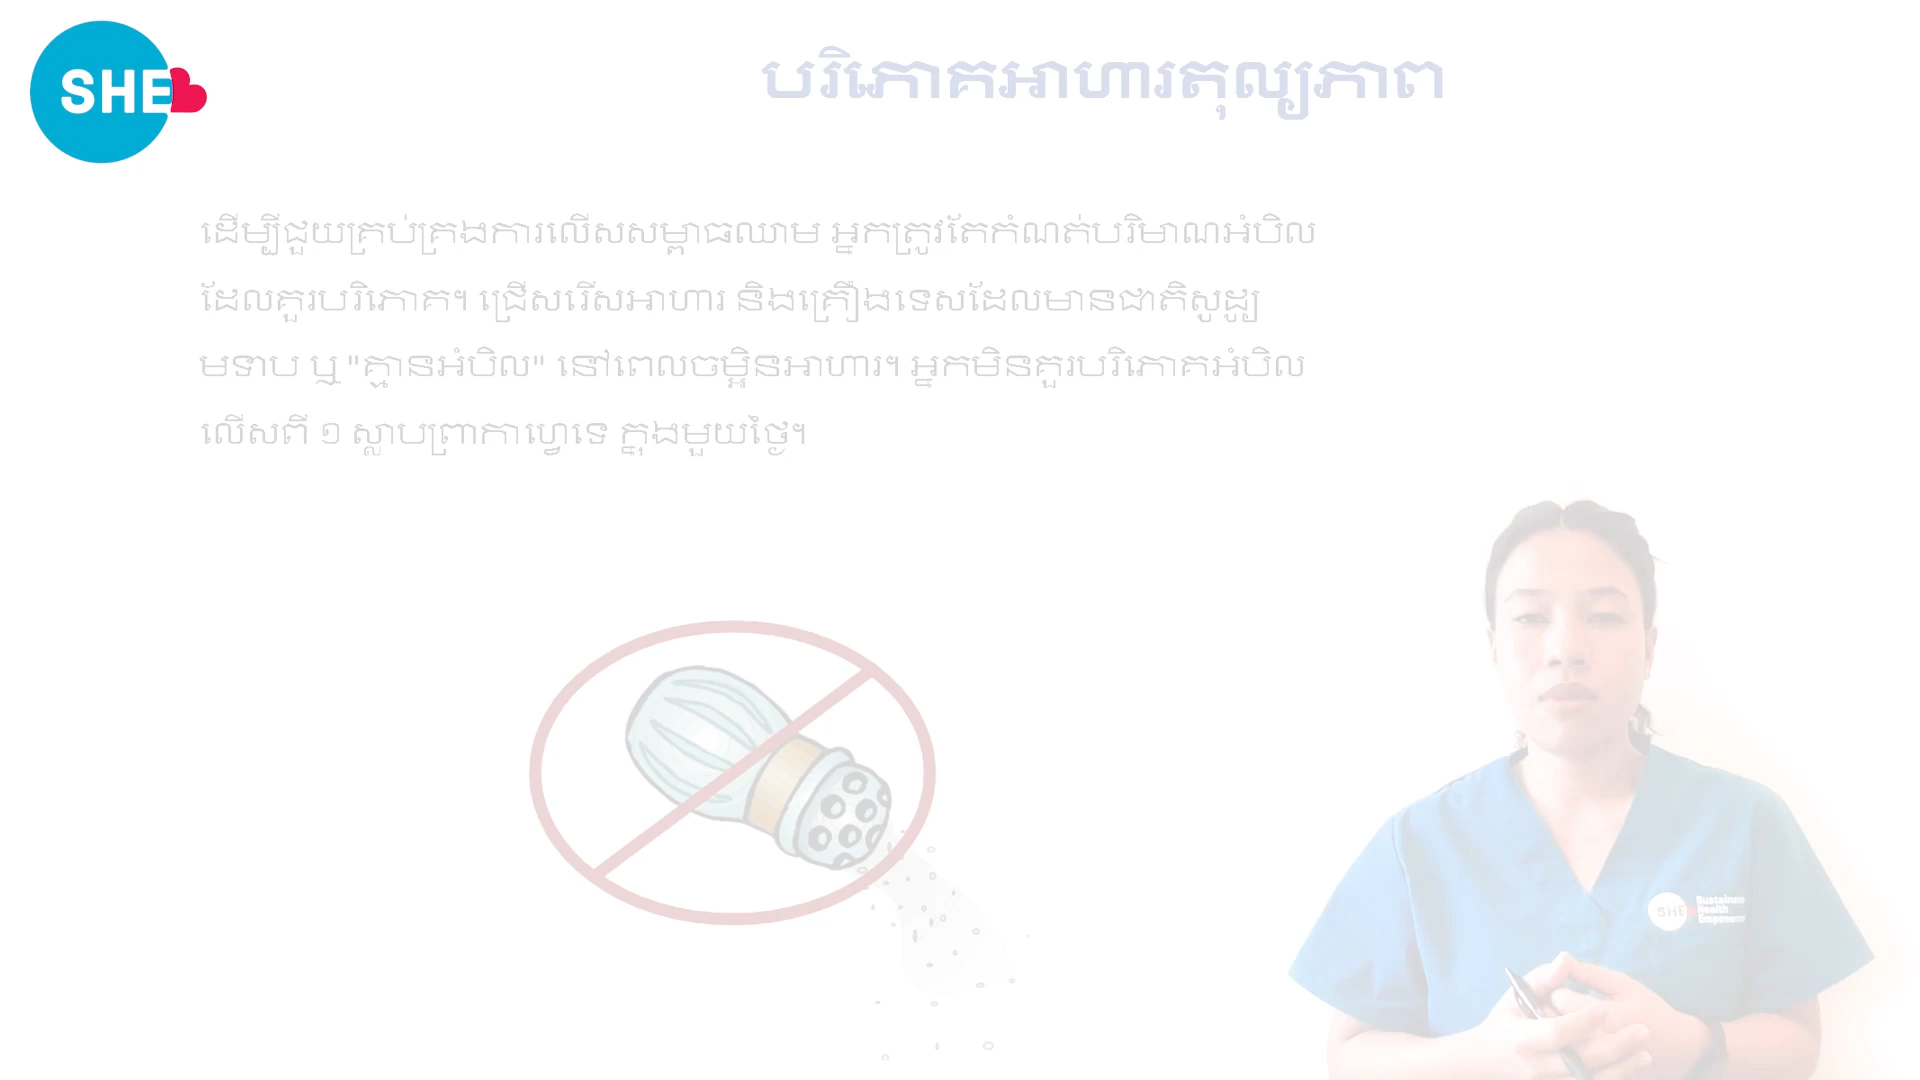 SHE
បរិភោគអាហារតុល្យភាព
ដើម្បីជួយគ្រប់គ្រងការលើសសម្ពាធឈាម អ្នកត្រូវតែកំណត់បរិមាណអំបិល
ដែលគួរបរិភោគ។ ជ្រើសរើសអាហារ និងគ្រឿងទេសដែលមានជាតិសូដ្យូ
មទាប ឬ "គ្មានអំបិល" នៅពេលចម្អិនអាហារ។ អ្នកមិនគួរបរិភោគអំបិល
លើសពី ១ ស្លាបព្រាកាហ្វេទេ ក្នុងមួយថ្ងៃ។
SHE
Health